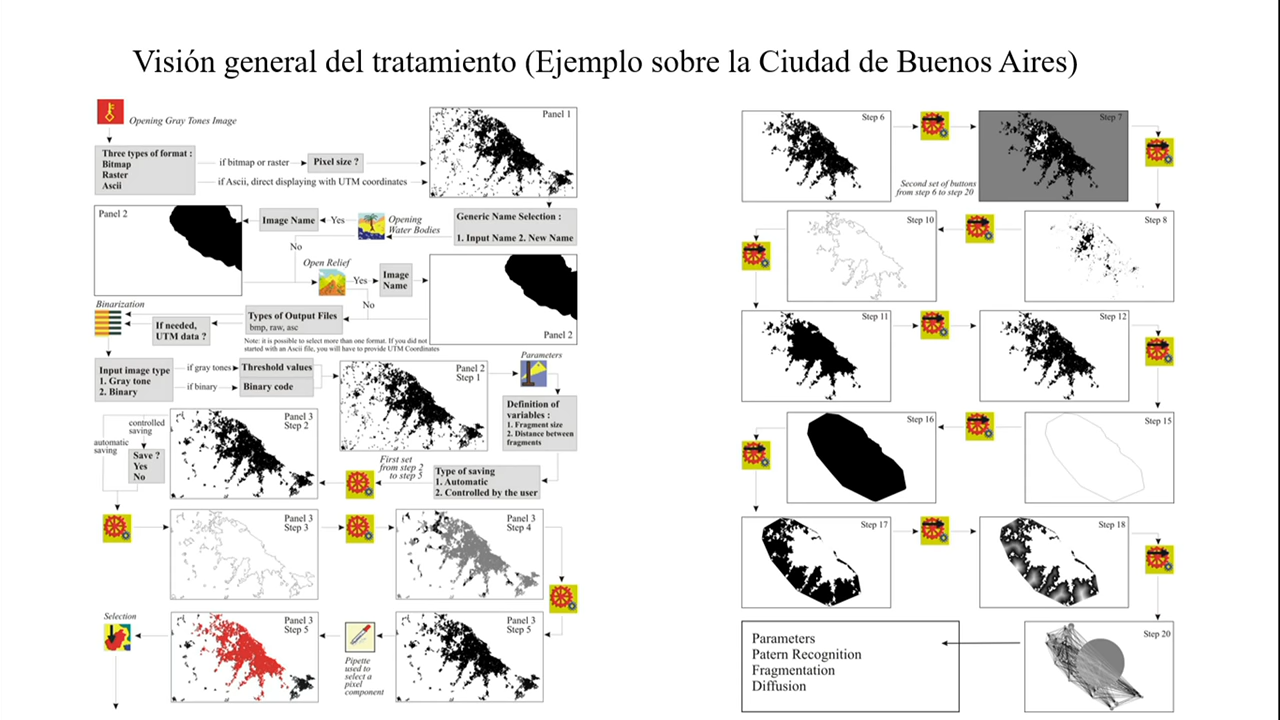 Visión general del tratamiento (Ejemplo sobre la Ciudad de Buenos Aires)
Opening Gray Tones Image
Three types of format :
Bitmap
Raster
Ascii
if bitmap or raster
Pixel size ?
if Ascii, direct displaying with UTM coordinates
Panel 1
Generic Name Selection :
1. Input Name 2. New Name
Opening
Water Bodies
Yes
Image Name
No
Panel 2
Open Relief
Yes
Image
Name
No
Panel 2
Types of Output Files
bmp, raw, asc
Note: it is possible to select more than one format. If you did not
started with an Ascii file, you will have to provide UTM Coordinates
If needed,
UTM data ?
Binarization
Input image type
1. Gray tone
2. Binary
if gray tones
Threshold values
if binary
Binary code
Panel 2
Step 1
Parameters
Definition of
variables :
1. Fragment size
2. Distance between
fragments
Type of saving
1. Automatic
2. Controlled by the user
First set
from step 2
to step 5
Panel 3
Step 2
controlled
saving
automatic
saving
Save ?
Yes
No
Panel 3
Step 3
Panel 3
Step 4
Panel 3
Step 5
Pipette
used to
select a
pixel
component
Panel 3
Step 5
Selection
Step 6
Second set of buttons
from step 6 to step 20
Step 7
Step 8
Step 10
Step 11
Step 12
Step 15
Step 16
Step 17
Step 18
Step 20
Parameters
Patern Recognition
Fragmentation
Diffusion